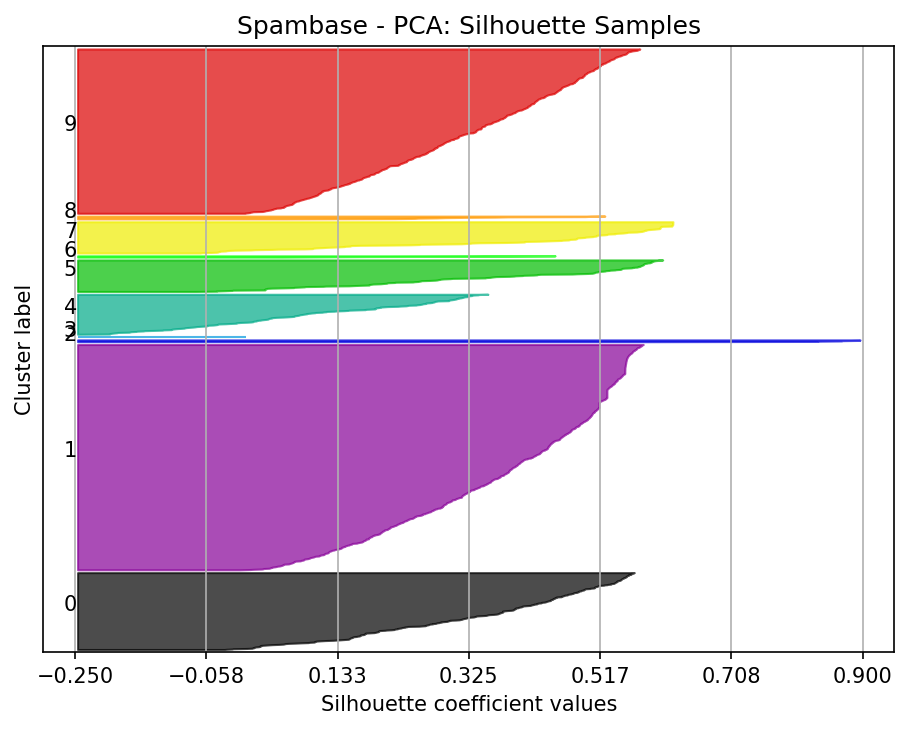 Spambase - PCA: Silhouette Samples
Cluster label
9
8
7
6
5
4
3
2
1
0
−0.250 −0.058 0.133 0.325 0.517 0.708 0.900
Silhouette coefficient values